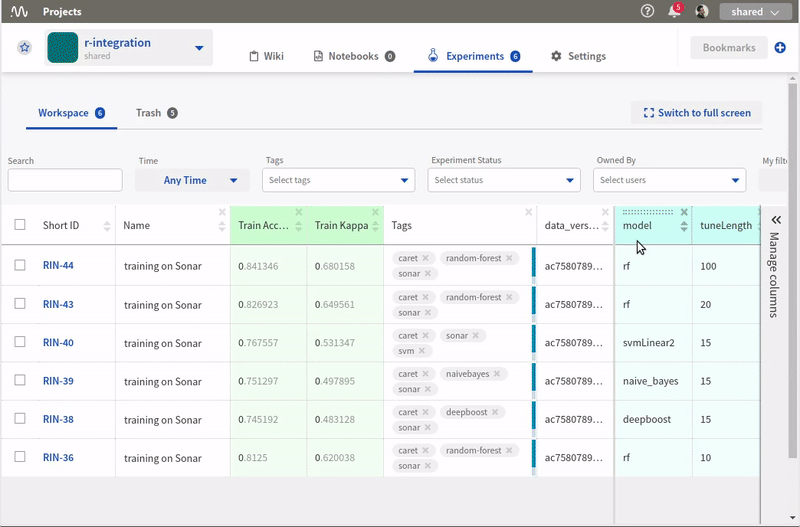 Projects
5
shared
r-integration
shared
Wiki
Notebooks 0
Experiments 6
Settings
Bookmarks
Workspace 6
Trash 5
Switch to full screen
Search
Time
Tags
Experiment Status
Owned By
My filte
Any Time
Select tags
Select status
Select users
Short ID Name Train Acc... Train Kappa Tags data_vers... model tuneLength
RIN-44 training on Sonar 0.841346 0.680158 caret random-forest sonar ac7580789... rf 100
RIN-43 training on Sonar 0.826923 0.649561 caret random-forest sonar ac7580789... rf 20
RIN-40 training on Sonar 0.767557 0.531347 caret sonar svm ac7580789... svmLinear2 15
RIN-39 training on Sonar 0.751297 0.497895 caret naivebayes sonar ac7580789... naive_bayes 15
RIN-38 training on Sonar 0.745192 0.483128 caret deepboost sonar ac7580789... deepboost 15
RIN-36 training on Sonar 0.8125 0.620038 caret random-forest sonar ac7580789... rf 10
Manage columns